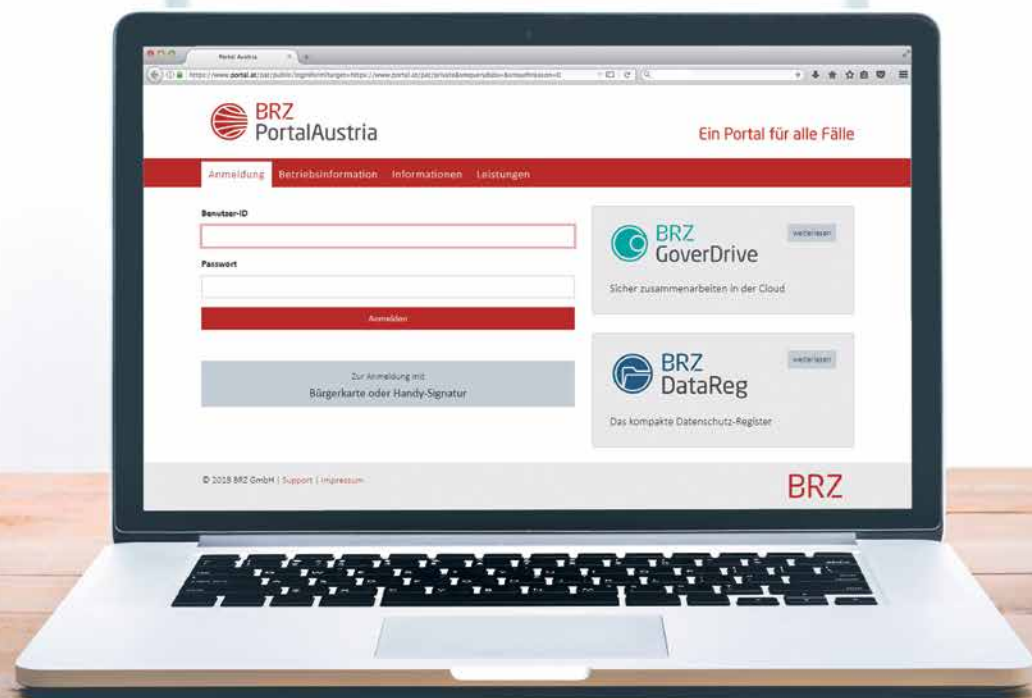 Portal Austria
BRZ
PortalAustria
Ein Portal für alle Fälle
Anmeldung Betriebsinformation Informationen Leistungen
Benutzer-ID
Passwort
Anmelden
Zur Anmeldung mit
Bürgerkarte oder Handy-Signatur
BRZ
GoverDrive
weiterlesen
Sicher zusammenarbeiten in der Cloud
BRZ
DataReg
weiterlesen
Das kompakte Datenschutz-Register
© 2018 BRZ GmbH | Support | Impressum
BRZ